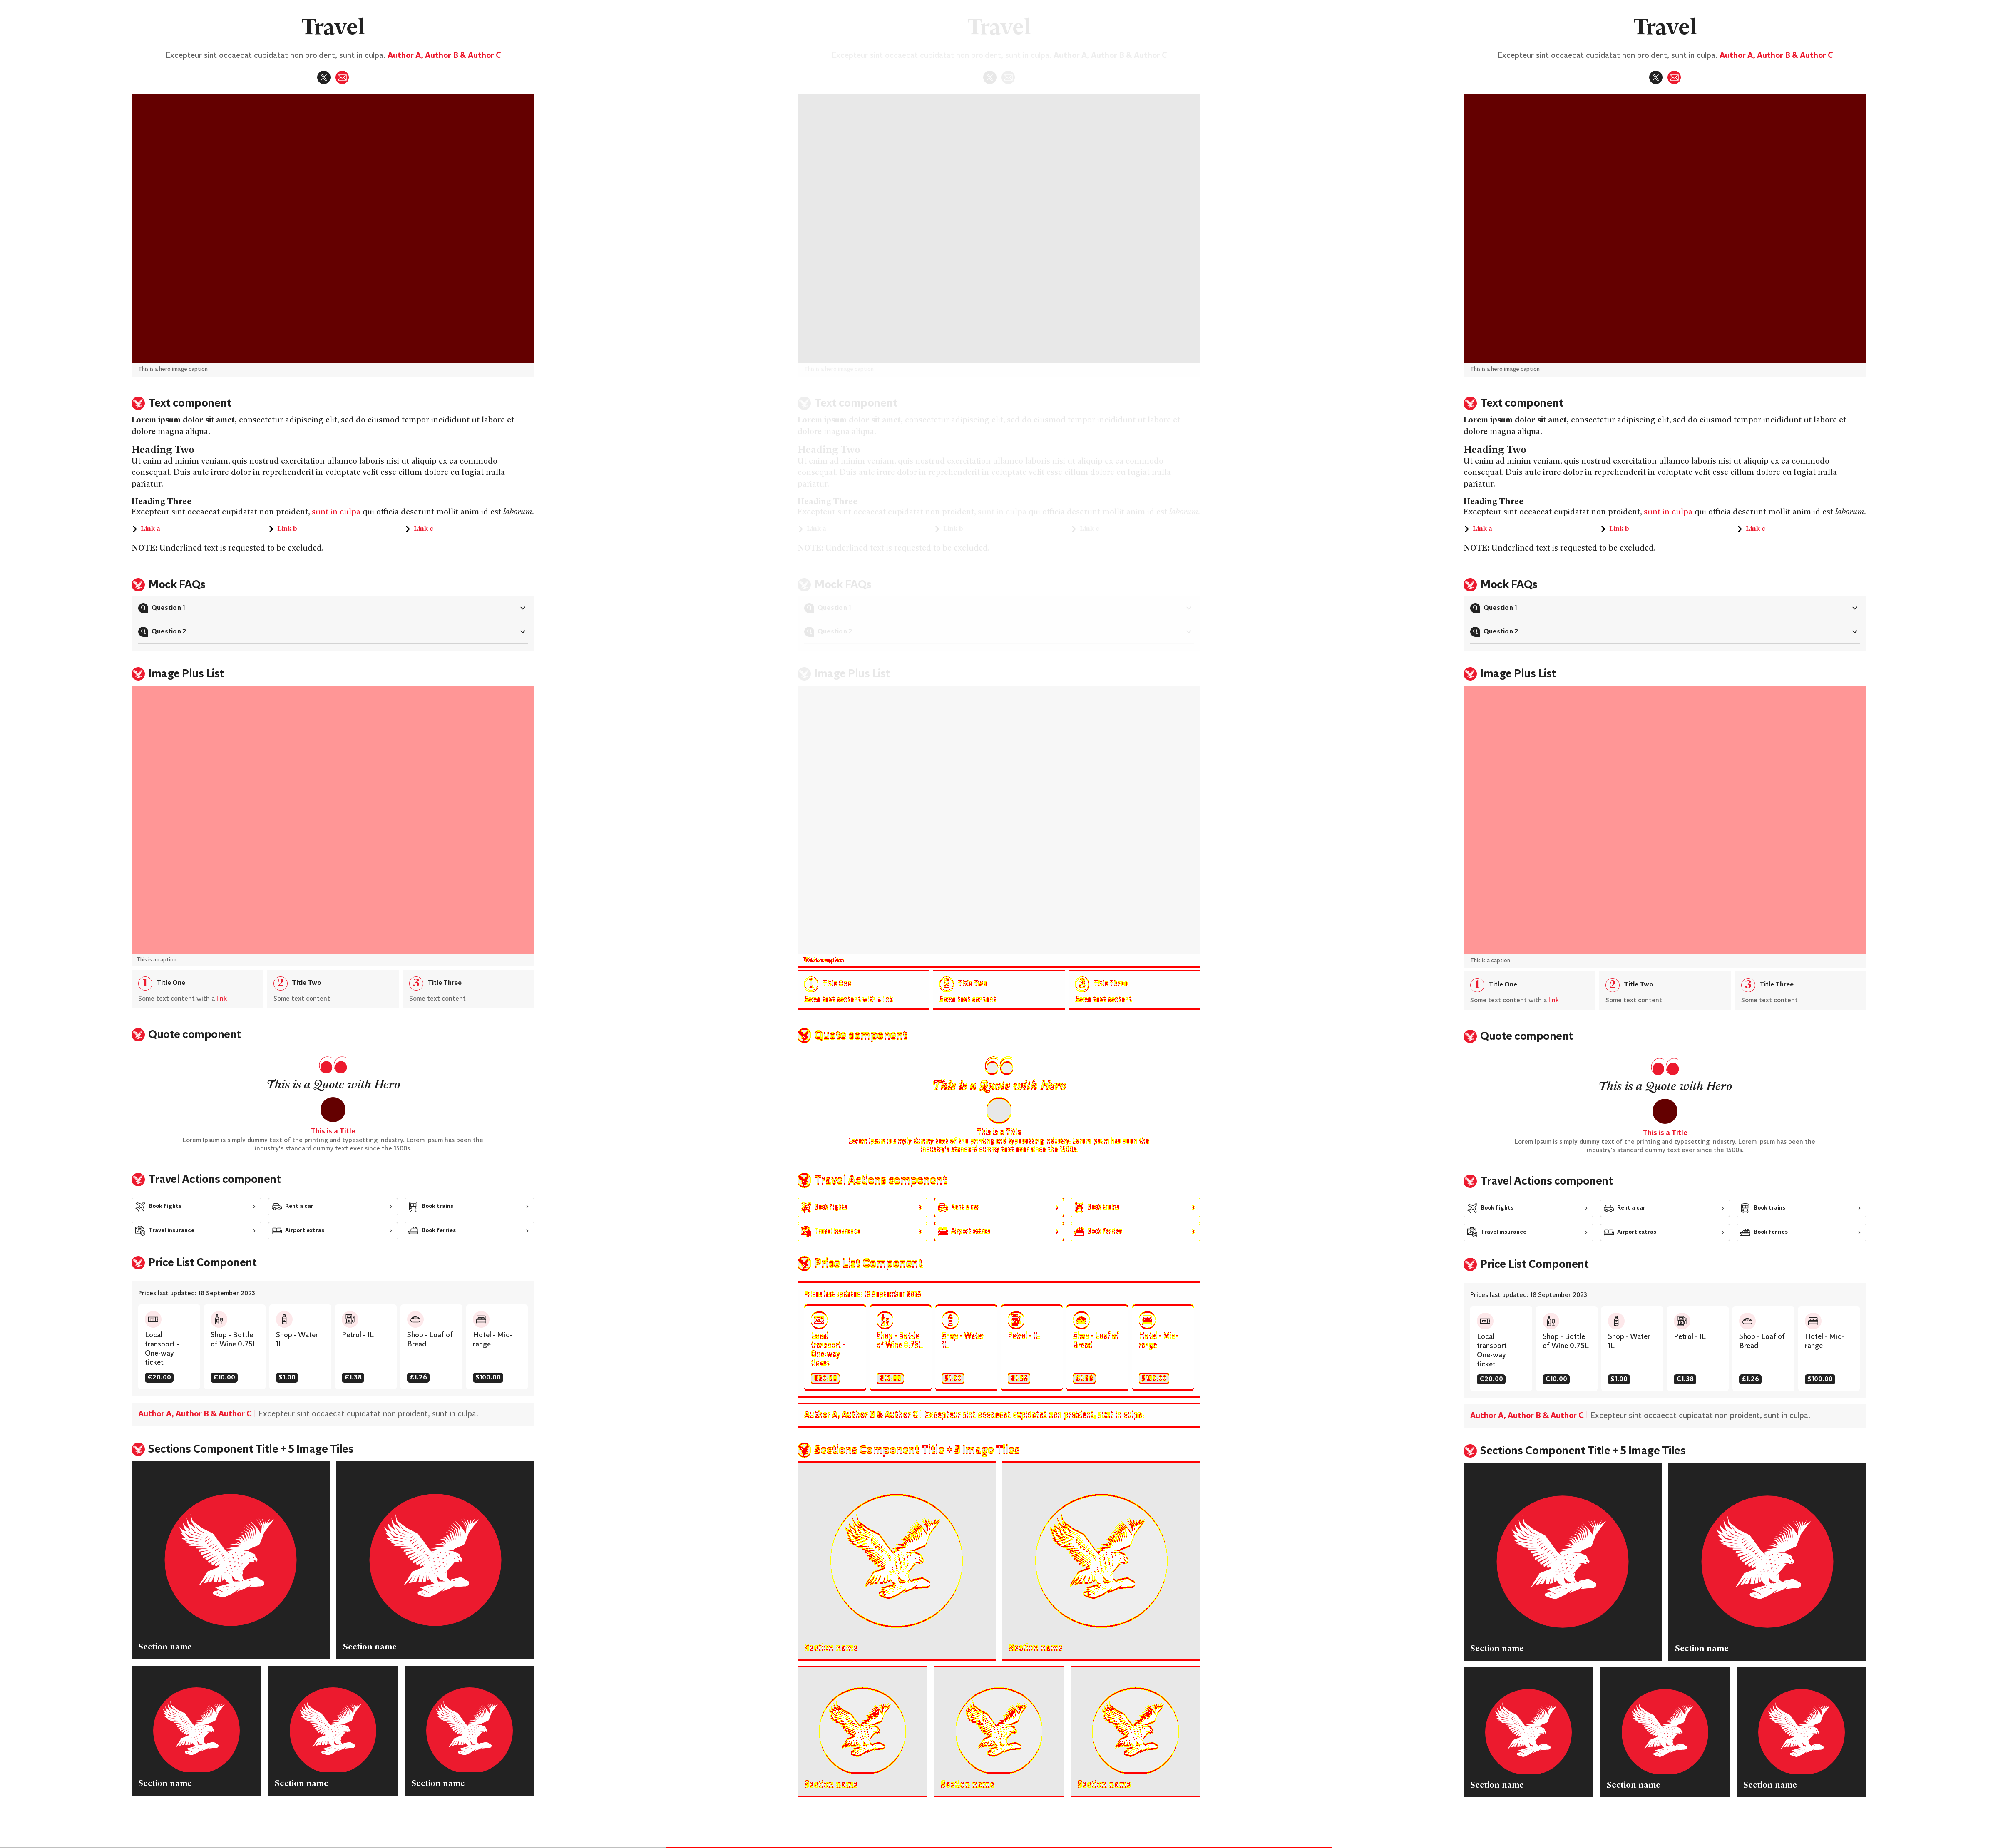 Travel
Excepteur sint occaecat cupidatat non proident, sunt in culpa. Author A, Author B & Author C
This is a hero image caption
Text component
Lorem ipsum dolor sit amet, consectetur adipiscing elit, sed do eiusmod tempor incididunt ut labore et
dolore magna aliqua.
Heading Two
Ut enim ad minim veniam, quis nostrud exercitation ullamco laboris nisi ut aliquip ex ea commodo
consequat. Duis aute irure dolor in reprehenderit in voluptate velit esse cillum dolore eu fugiat nulla
pariatur.
Heading Three
Excepteur sint occaecat cupidatat non proident, sunt in culpa qui officia deserunt mollit anim id est laborum.
Link a Link b Link c
NOTE: Underlined text is requested to be excluded.
Mock FAQs
Q Question 1
Q Question 2
Image Plus List
This is a caption
1 Title One
Some text content with a link
2 Title Two
Some text content
3 Title Three
Some text content
Quote component
This is a Quote with Hero
This is a Title
Lorem Ipsum is simply dummy text of the printing and typesetting industry. Lorem Ipsum has been the
industry's standard dummy text ever since the 1500s.
Travel Actions component
Book flights Rent a car Book trains
Travel insurance Airport extras Book ferries
Price List Component
Prices last updated: 18 September 2023
Local
transport -
One-way
ticket
€20.00
Shop - Bottle
of Wine 0.75L
€10.00
Shop - Water
1L
$1.00
Petrol - 1L
€1.38
Shop - Loaf of
Bread
£1.26
Hotel - Mid-
range
$100.00
Author A, Author B & Author C | Excepteur sint occaecat cupidatat non proident, sunt in culpa.
Sections Component Title + 5 Image Tiles
Section name Section name
Section name Section name Section name
Travel
Excepteur sint occaecat cupidatat non proident, sunt in culpa. Author A, Author B & Author C
This is a hero image caption
Text component
Lorem ipsum dolor sit amet, consectetur adipiscing elit, sed do eiusmod tempor incididunt ut labore et
dolore magna aliqua.
Heading Two
Ut enim ad minim veniam, quis nostrud exercitation ullamco laboris nisi ut aliquip ex ea commodo
consequat. Duis aute irure dolor in reprehenderit in voluptate velit esse cillum dolore eu fugiat nulla
pariatur.
Heading Three
Excepteur sint occaecat cupidatat non proident, sunt in culpa qui officia deserunt mollit anim id est laborum.
Link a Link b Link c
NOTE: Underlined text is requested to be excluded.
Mock FAQs
Q Question 1
Q Question 2
Image Plus List
Title One
Some text content with a link
Title Two
Some text content
Title Three
Some text content
Quote component
This is a Quote with Hero
This is a Title
Lorem Ipsum is simply dummy text of the printing and typesetting industry. Lorem Ipsum has been the
industry's standard dummy text ever since the 1500s.
Travel Actions component
Book flights Rent a car Book trains
Travel insurance Airport extras Book ferries
Price List Component
Prices last updated: 18 September 2023
Local
transport -
One-way
ticket
Shop - Bottle
of Wine 0.75L
Shop - Water
1L
Petrol - 1L
Shop - Loaf of
Bread
Hotel - Mid-
range
Author A, Author B & Author C | Excepteur sint occaecat cupidatat non proident, sunt in culpa.
Sections Component Title + 5 Image Tiles
Section name Section name
Section name Section name Section name
Travel
Excepteur sint occaecat cupidatat non proident, sunt in culpa. Author A, Author B & Author C
This is a hero image caption
Text component
Lorem ipsum dolor sit amet, consectetur adipiscing elit, sed do eiusmod tempor incididunt ut labore et
dolore magna aliqua.
Heading Two
Ut enim ad minim veniam, quis nostrud exercitation ullamco laboris nisi ut aliquip ex ea commodo
consequat. Duis aute irure dolor in reprehenderit in voluptate velit esse cillum dolore eu fugiat nulla
pariatur.
Heading Three
Excepteur sint occaecat cupidatat non proident, sunt in culpa qui officia deserunt mollit anim id est laborum.
Link a Link b Link c
NOTE: Underlined text is requested to be excluded.
Mock FAQs
Q Question 1
Q Question 2
Image Plus List
This is a caption
1 Title One
Some text content with a link
2 Title Two
Some text content
3 Title Three
Some text content
Quote component
This is a Quote with Hero
This is a Title
Lorem Ipsum is simply dummy text of the printing and typesetting industry. Lorem Ipsum has been the
industry's standard dummy text ever since the 1500s.
Travel Actions component
Book flights Rent a car Book trains
Travel insurance Airport extras Book ferries
Price List Component
Prices last updated: 18 September 2023
Local
transport -
One-way
ticket
€20.00
Shop - Bottle
of Wine 0.75L
€10.00
Shop - Water
1L
$1.00
Petrol - 1L
€1.38
Shop - Loaf of
Bread
£1.26
Hotel - Mid-
range
$100.00
Author A, Author B & Author C | Excepteur sint occaecat cupidatat non proident, sunt in culpa.
Sections Component Title + 5 Image Tiles
Section name Section name
Section name Section name Section name